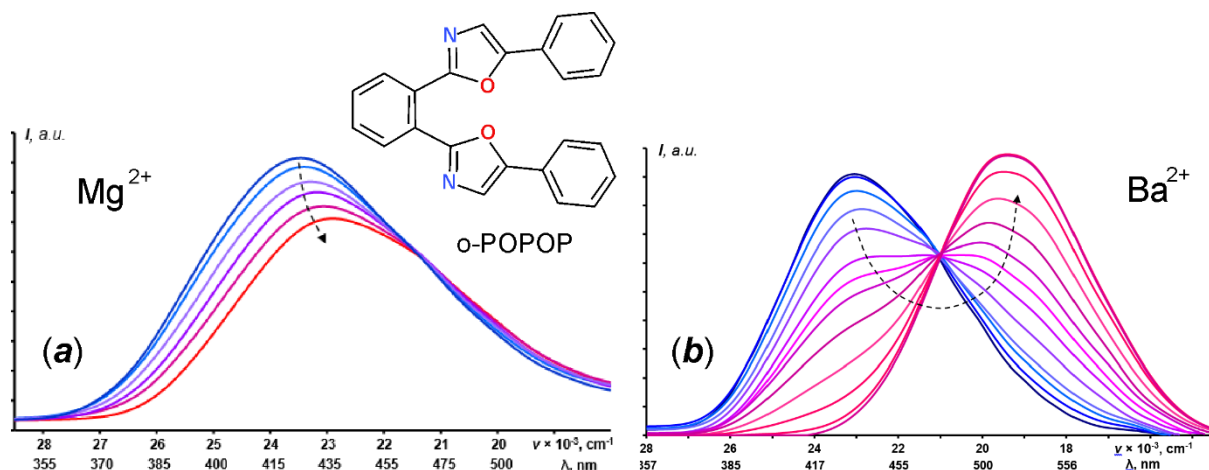 N
O
O
N
o-POPOP
I, a.u.
Mg2+
(a)
28 27 26 25 24 23 22 21 20 ν × 10-3, cm-1
355 370 385 400 415 435 455 475 500 λ, nm
I, a.u.
Ba2+
(b)
28 26 24 22 20 18 ν × 10-3, cm-1
357 385 417 455 500 556 λ, nm